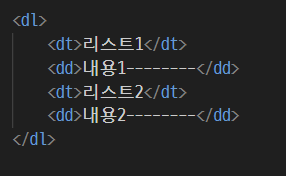 <dl>
    <dt>리스트1</dt>
    <dd>내용1--------</dd>
    <dt>리스트2</dt>
    <dd>내용2--------</dd>
</dl>